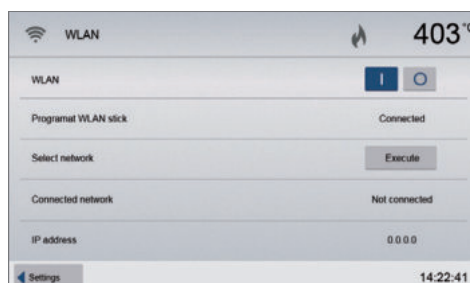 WLAN 403 °C
WLAN I O
Programat WLAN stick Connected
Select network Execute
Connected network Not connected
IP address 0.0.0.0
Settings 14:22:41